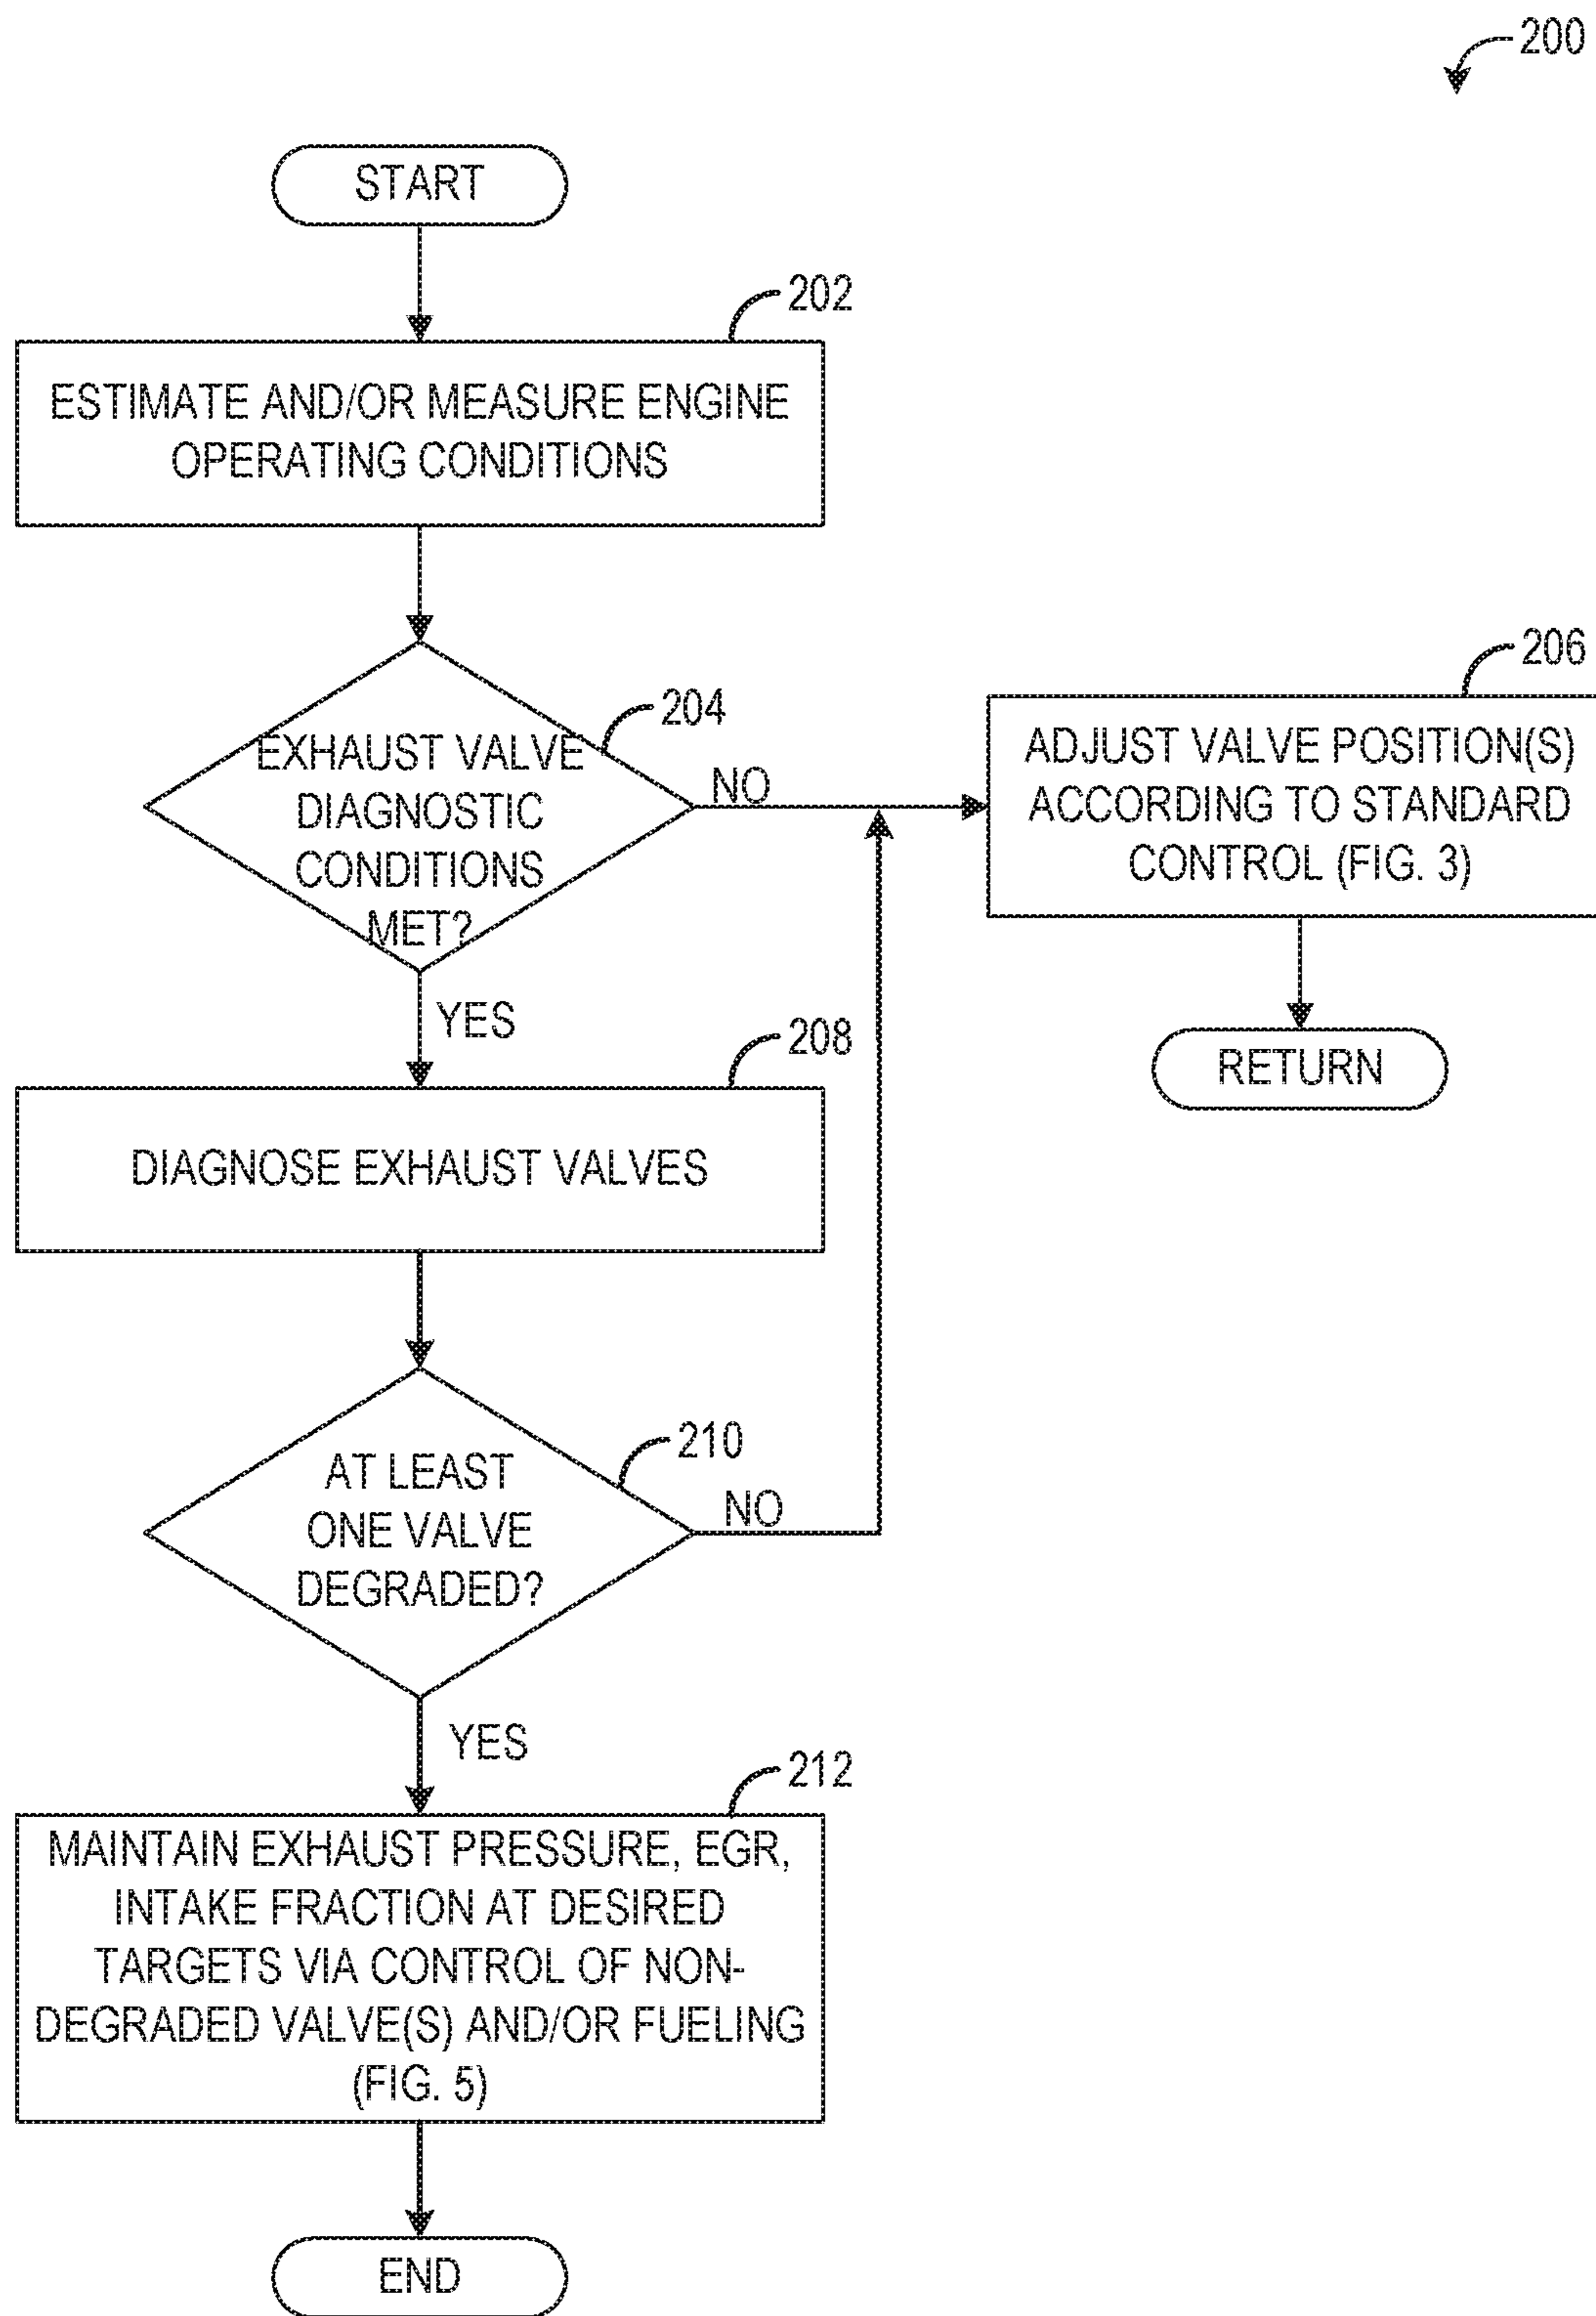 200
START
202
ESTIMATE AND/OR MEASURE ENGINE
OPERATING CONDITIONS
204
EXHAUST VALVE
DIAGNOSTIC
CONDITIONS
MET?
NO
206
ADJUST VALVE POSITION(S)
ACCORDING TO STANDARD
CONTROL (FIG. 3)
RETURN
YES
208
DIAGNOSE EXHAUST VALVES
210
AT LEAST
ONE VALVE
DEGRADED?
NO
YES
212
MAINTAIN EXHAUST PRESSURE, EGR,
INTAKE FRACTION AT DESIRED
TARGETS VIA CONTROL OF NON-
DEGRADED VALVE(S) AND/OR FUELING
(FIG. 5)
END